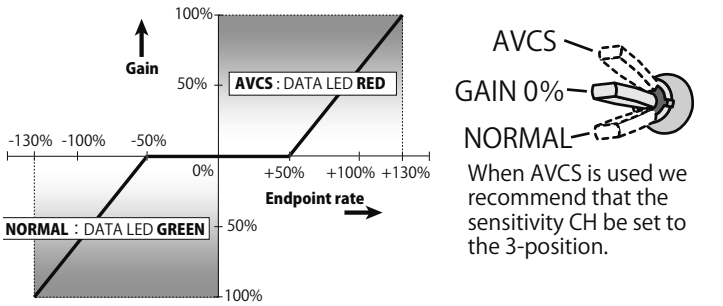 100%
Gain
50%
AVCS : DATA LED RED
-130% -100% -50%
0%
+50% +100% +130%
Endpoint rate
NORMAL : DATA LED GREEN
50%
100%
AVCS
GAIN 0%
NORMAL
When AVCS is used we
recommend that the
sensitivity CH be set to
the 3-position.